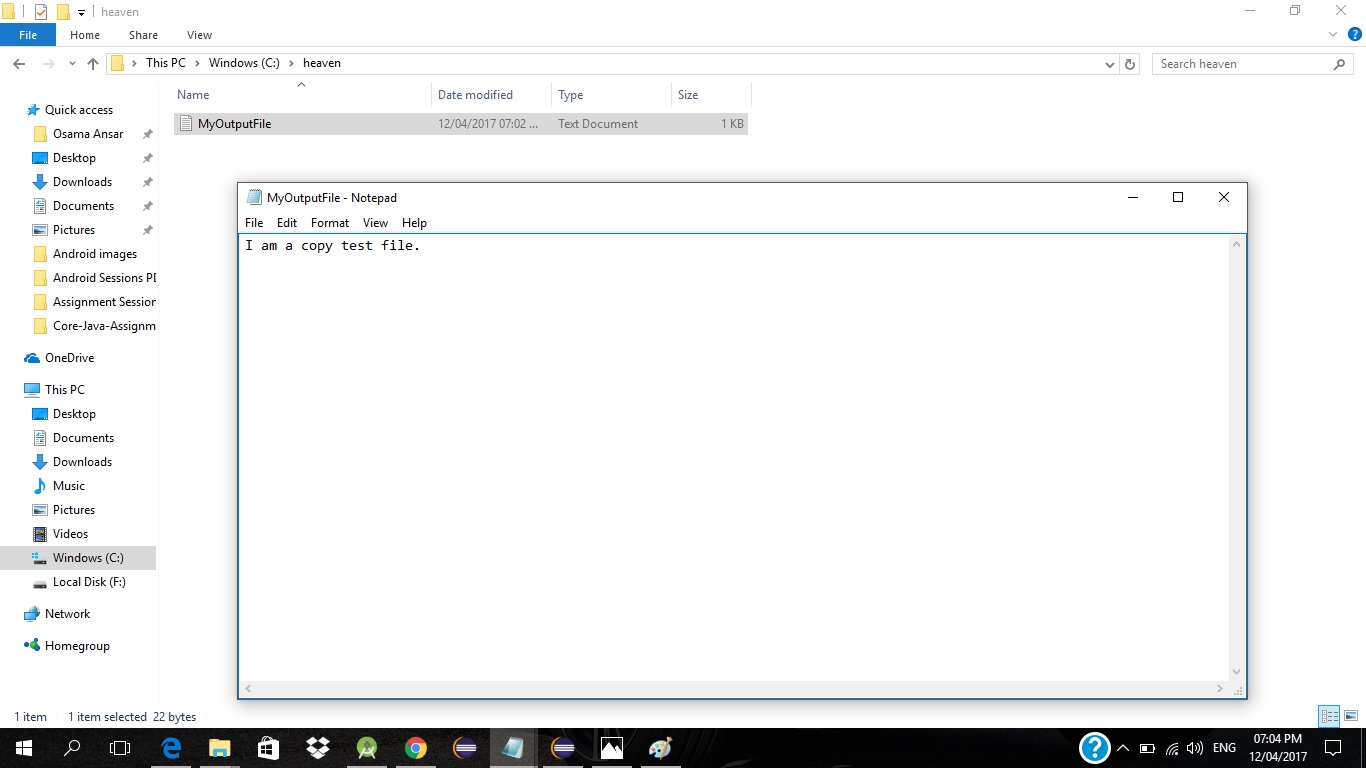 heaven
File Home Share View
This PC Windows (C:) heaven Search heaven
Name Date modified Type Size
MyOutputFile 12/04/2017 07:02 ... Text Document 1 KB
Quick access
Osama Ansar
Desktop
Downloads
Documents
Pictures
Android images
Android Sessions PD
Assignment Session
Core-Java-Assignm
OneDrive
This PC
Desktop
Documents
Downloads
Music
Pictures
Videos
Windows (C:)
Local Disk (F:)
Network
Homegroup
MyOutputFile - Notepad
File Edit Format View Help
I am a copy test file.
1 item 1 item selected 22 bytes
ENG
07:04 PM
12/04/2017